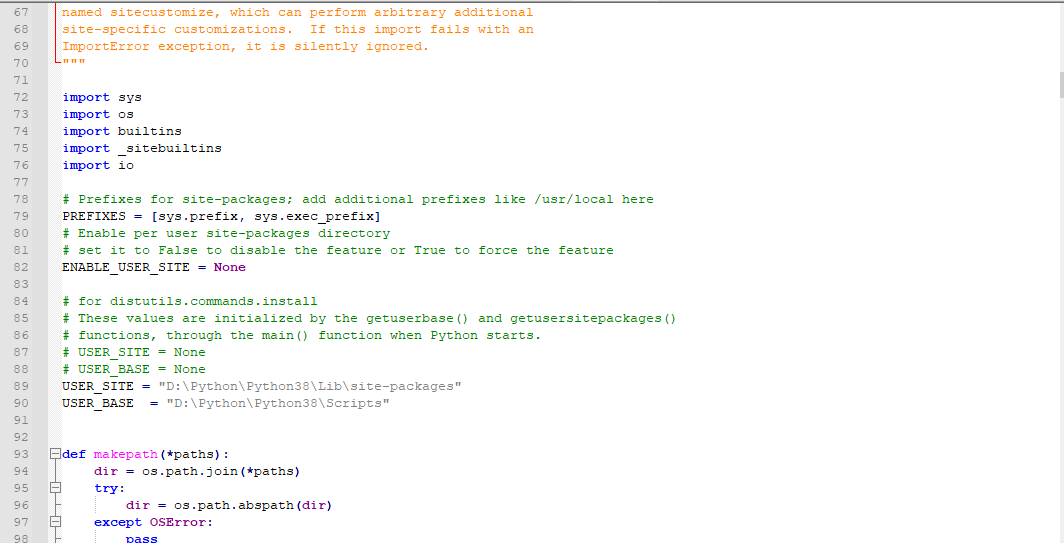 67 named sitecustomize, which can perform arbitrary additional
68 site-specific customizations.  If this import fails with an
69 ImportError exception, it is silently ignored.
70 """
71
72 import sys
73 import os
74 import builtins
75 import _sitebuiltins
76 import io
77
78 # Prefixes for site-packages; add additional prefixes like /usr/local here
79 PREFIXES = [sys.prefix, sys.exec_prefix]
80 # Enable per user site-packages directory
81 # set it to False to disable the feature or True to force the feature
82 ENABLE_USER_SITE = None
83
84 # for distutils.commands.install
85 # These values are initialized by the getuserbase() and getusersitepackages()
86 # functions, through the main() function when Python starts.
87 # USER_SITE = None
88 # USER_BASE = None
89 USER_SITE = "D:\Python\Python38\Lib\site-packages"
90 USER_BASE  = "D:\Python\Python38\Scripts"
91
92
93 def makepath(*paths):
94     dir = os.path.join(*paths)
95     try:
96         dir = os.path.abspath(dir)
97     except OSError:
98         pass